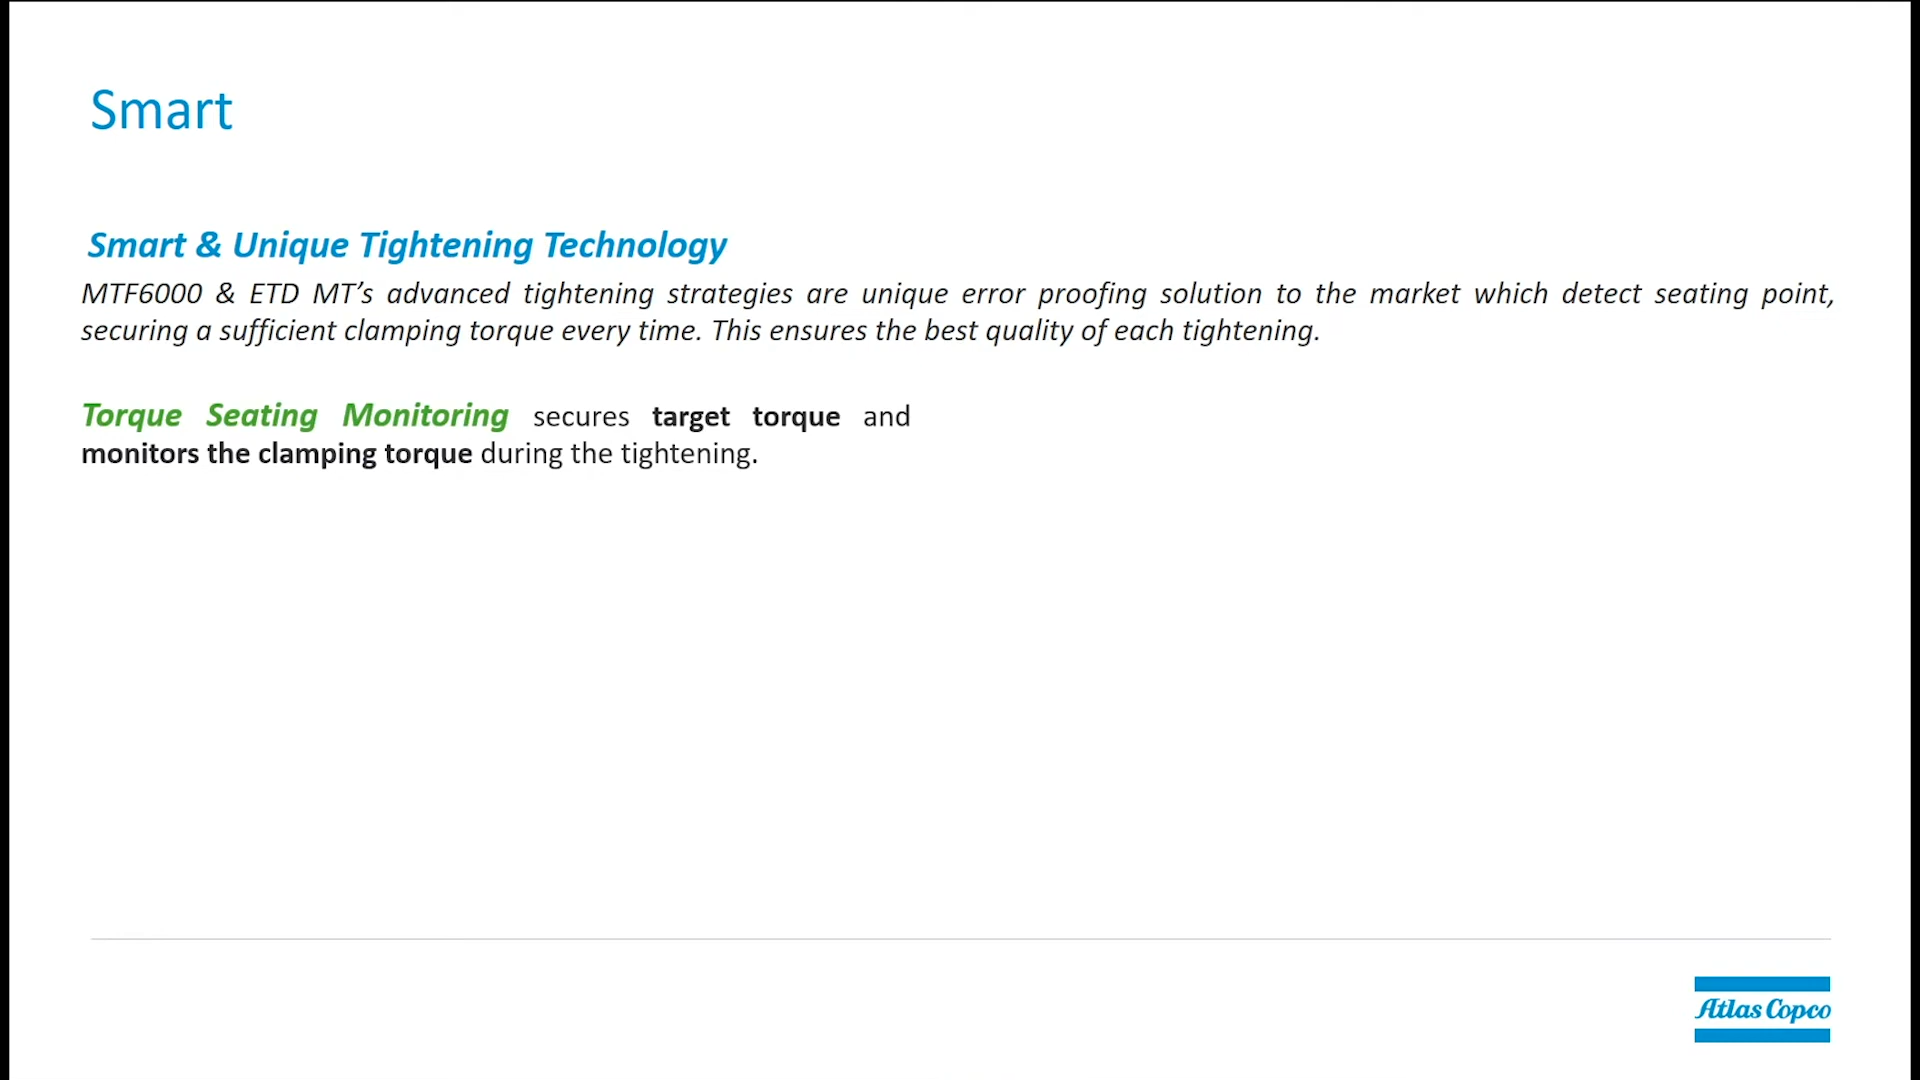 Smart
Smart & Unique Tightening Technology
MTF6000 & ETD MT’s advanced tightening strategies are unique error proofing solution to the market which detect seating point,
securing a sufficient clamping torque every time. This ensures the best quality of each tightening.
Torque Seating Monitoring secures target torque and
monitors the clamping torque during the tightening.
Atlas Copco